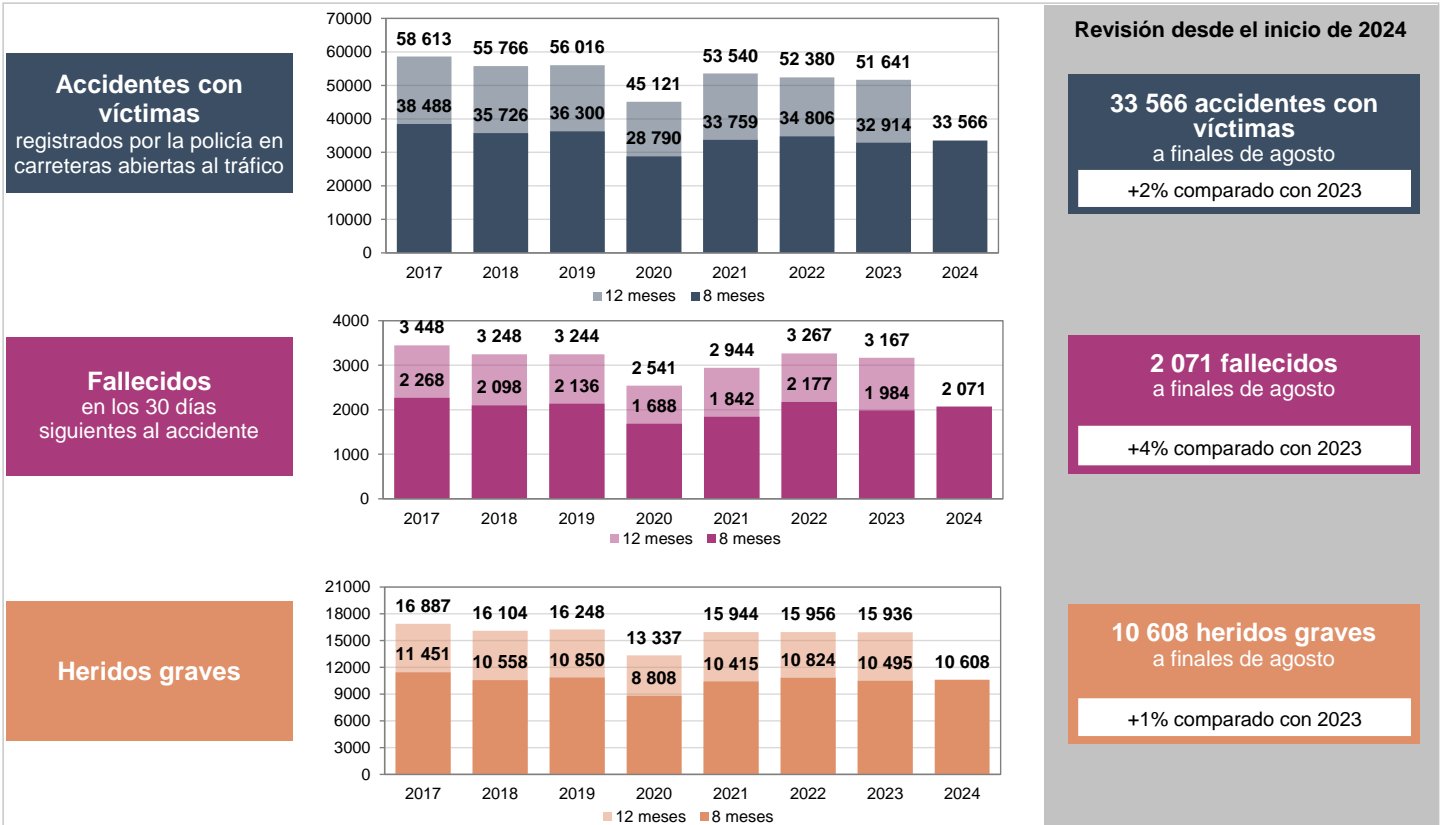 Accidentes con
víctimas
registrados por la policía en
carreteras abiertas al tráfico
70000
60000
50000
40000
30000
20000
10000
0
58 613
55 766
56 016
45 121
53 540
52 380
51 641
38 488
35 726
36 300
28 790
33 759
34 806
32 914
33 566
2017 2018 2019 2020 2021 2022 2023 2024
12 meses 8 meses
Revisión desde el inicio de 2024
33 566 accidentes con
víctimas
a finales de agosto
+2% comparado con 2023
Fallecidos
en los 30 días
siguientes al accidente
4000
3000
2000
1000
0
3 448
3 248
3 244
2 541
2 944
3 267
3 167
2 268
2 098
2 136
1 688
1 842
2 177
1 984
2 071
2017 2018 2019 2020 2021 2022 2023 2024
12 meses 8 meses
2 071 fallecidos
a finales de agosto
+4% comparado con 2023
Heridos graves
21000
18000
15000
12000
9000
6000
3000
0
16 887
16 104
16 248
13 337
15 944
15 956
15 936
11 451
10 558
10 850
8 808
10 415
10 824
10 495
10 608
2017 2018 2019 2020 2021 2022 2023 2024
12 meses 8 meses
10 608 heridos graves
a finales de agosto
+1% comparado con 2023